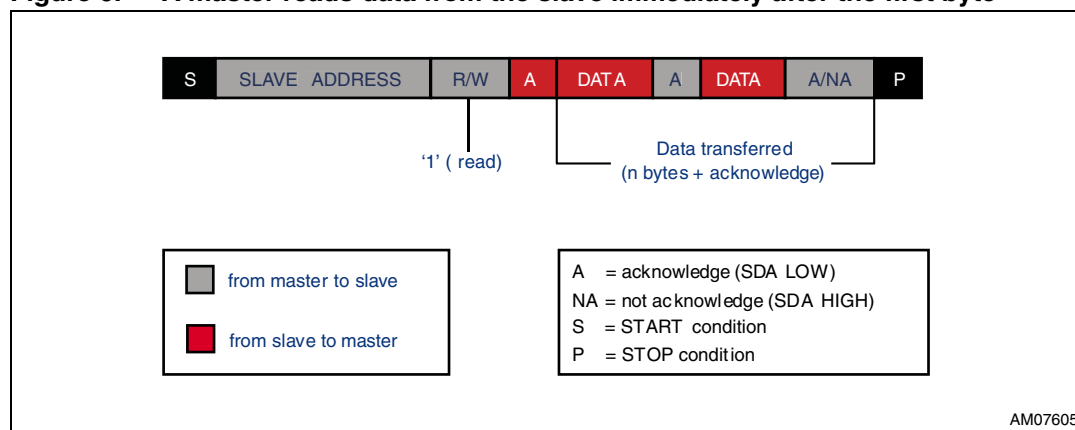 S SLAVE ADDRESS R/W A DATA A DATA A/NA P
‘1’ ( read)
Data transferred
(n bytes + acknowledge)
from master to slave
from slave to master
A = acknowledge (SDA LOW)
NA = not acknowledge (SDA HIGH)
S = START condition
P = STOP condition
AM07605